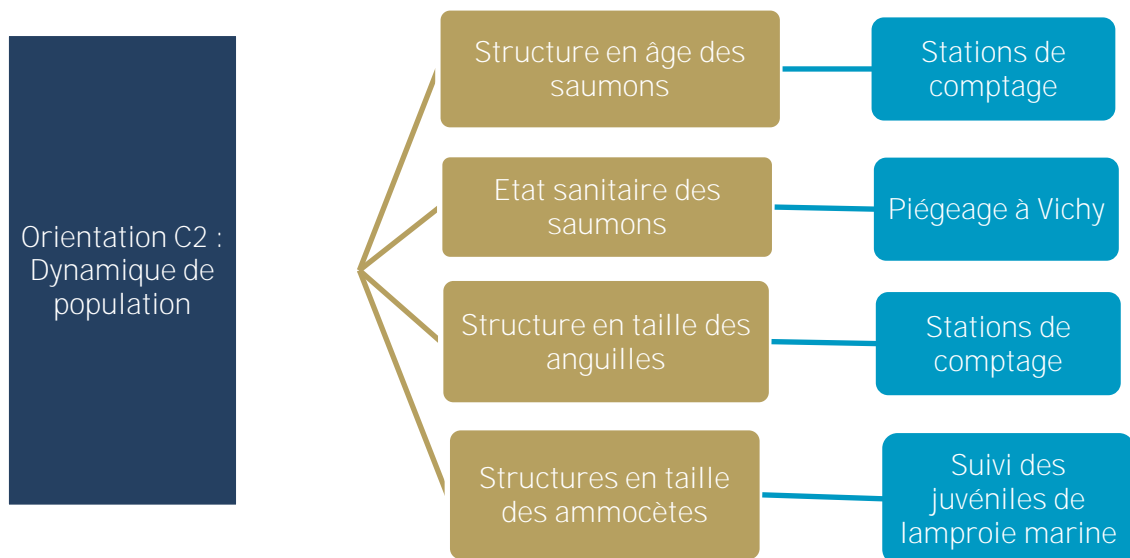 Orientation C2 :
Dynamique de
population
Structure en âge des
saumons
Stations de
comptage
Etat sanitaire des
saumons
Piégeage à Vichy
Structure en taille des
anguilles
Stations de
comptage
Structures en taille
des ammocètes
Suivi des
juvéniles de
lamproie marine